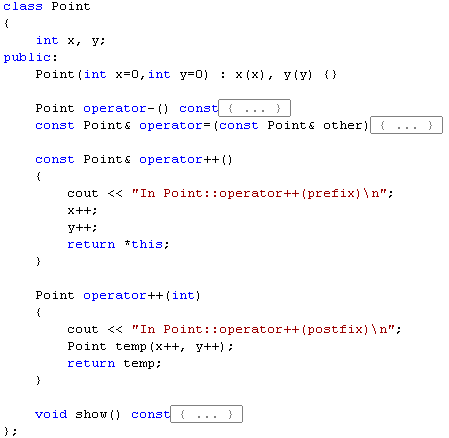 class Point
{
    int x, y;
public:
    Point(int x=0,int y=0) : x(x), y(y) {}
    Point operator-() const{ ... }
    const Point& operator=(const Point& other){ ... }
    const Point& operator++()
    {
        cout << "In Point::operator++(prefix)\n";
        x++;
        y++;
        return *this;
    }
    Point operator++(int)
    {
        cout << "In Point::operator++(postfix)\n";
        Point temp(x++, y++);
        return temp;
    }
    void show() const{ ... }
};